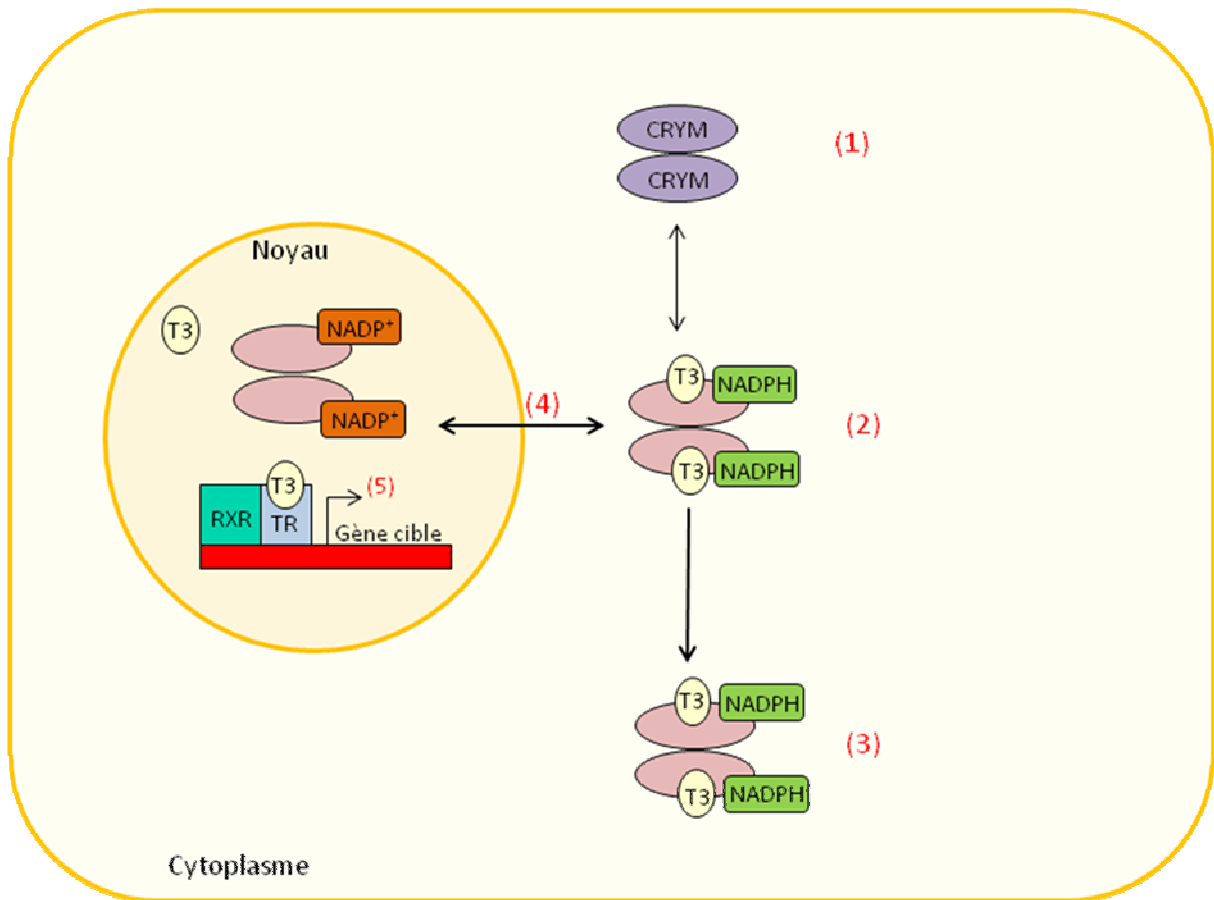 CRYM
(1)
CRYM
Noyau
T3
NADP⁺
T3
NADPH
(4)
(2)
NADP⁺
T3
NADPH
T3
(5)
RXR
TR
Gène cible
T3
NADPH
(3)
T3
NADPH
Cytoplasme